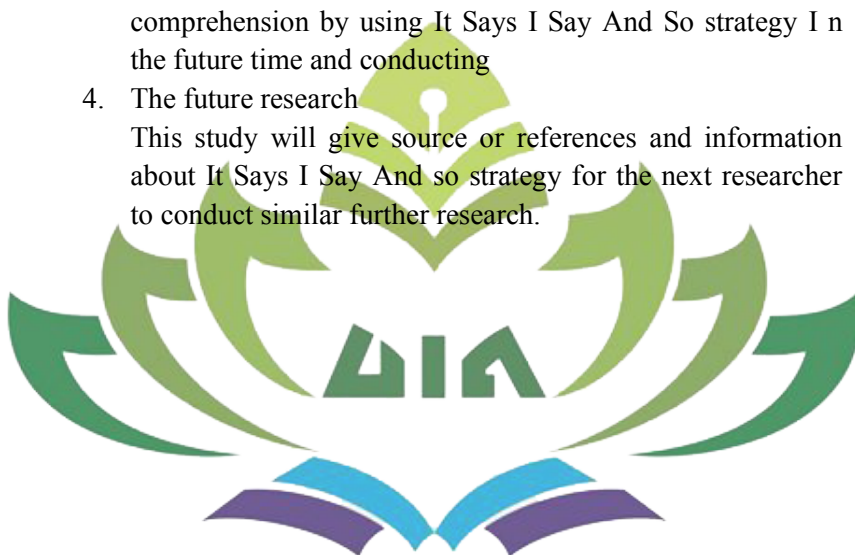 comprehension by using It Says I Say And So strategy I n
the future time and conducting
4. The future research
This study will give source or references and information
about It Says I Say And so strategy for the next researcher
to conduct similar further research.
UIN